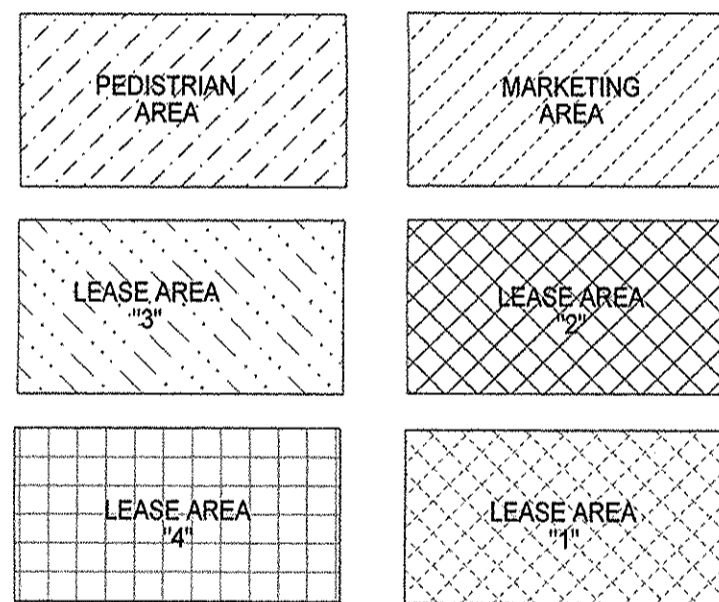 PEDISTRIAN
AREA
MARKETING
AREA
LEASE AREA
"3"
LEASE AREA
"2"
LEASE AREA
"4"
LEASE AREA
"1"